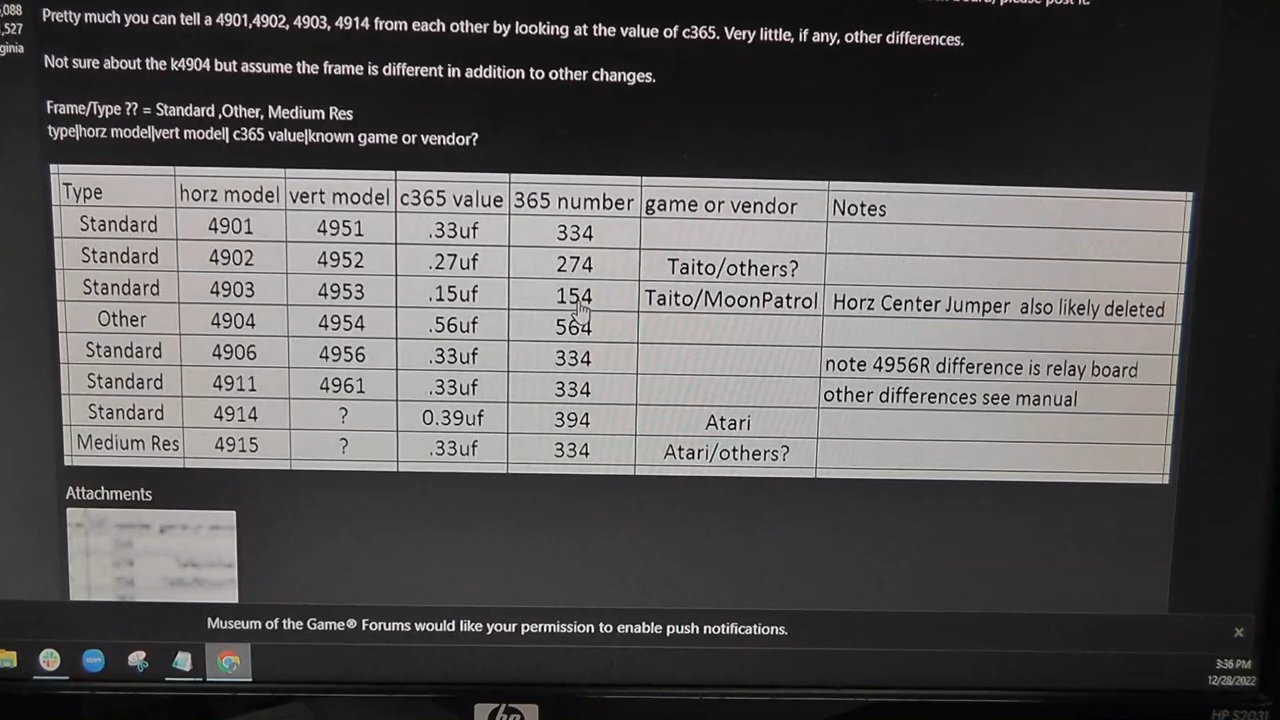 ,088
,527
ginia
Pretty much you can tell a 4901,4902, 4903, 4914 from each other by looking at the value of c365. Very little, if any, other differences.
Not sure about the k4904 but assume the frame is different in addition to other changes.
Frame/Type ?? = Standard ,Other, Medium Res
type|horz model|vert model| c365 value|known game or vendor?
Type horz model vert model c365 value 365 number game or vendor Notes
Standard 4901 4951 .33uf 334
Standard 4902 4952 .27uf 274 Taito/others?
Standard 4903 4953 .15uf 154 Taito/MoonPatrol Horz Center Jumper also likely deleted
Other 4904 4954 .56uf 564
Standard 4906 4956 .33uf 334 note 4956R difference is relay board
Standard 4911 4961 .33uf 334 other differences see manual
Standard 4914 ? 0.39uf 394 Atari
Medium Res 4915 ? .33uf 334 Atari/others?
Attachments
Museum of the Game® Forums would like your permission to enable push notifications.
x
zoom
3:36 PM
12/28/2022
hp
HP S2031